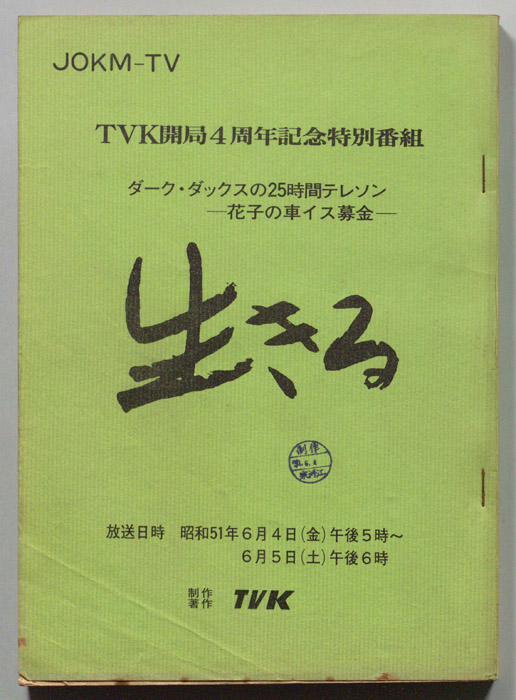 JOKM-TV
TVK開局4周年記念特別番組
ダーク・ダックスの25時間テレソン
―花子の車イス募金―
生きる
制作
放送日時 昭和51年6月4日(金)午後5時~
6月5日(土)午後6時
制作
著作 TVK